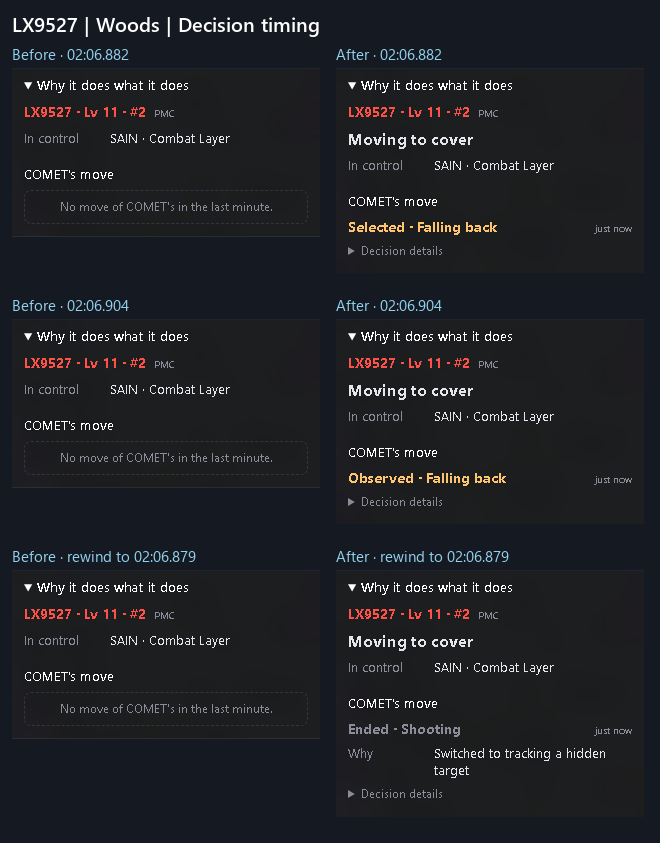 LX9527 | Woods | Decision timing
Before · 02:06.882
▼ Why it does what it does
LX9527 - Lv 11 - #2 PMC
In control SAIN · Combat Layer
COMET's move
No move of COMET's in the last minute.
After · 02:06.882
▼ Why it does what it does
LX9527 - Lv 11 - #2 PMC
Moving to cover
In control SAIN · Combat Layer
COMET's move
Selected - Falling back just now
▶ Decision details
Before · 02:06.904
▼ Why it does what it does
LX9527 - Lv 11 - #2 PMC
In control SAIN · Combat Layer
COMET's move
No move of COMET's in the last minute.
After · 02:06.904
▼ Why it does what it does
LX9527 - Lv 11 - #2 PMC
Moving to cover
In control SAIN · Combat Layer
COMET's move
Observed - Falling back just now
▶ Decision details
Before · rewind to 02:06.879
▼ Why it does what it does
LX9527 - Lv 11 - #2 PMC
In control SAIN · Combat Layer
COMET's move
No move of COMET's in the last minute.
After · rewind to 02:06.879
▼ Why it does what it does
LX9527 - Lv 11 - #2 PMC
Moving to cover
In control SAIN · Combat Layer
COMET's move
Ended - Shooting just now
Why Switched to tracking a hidden
target
▶ Decision details